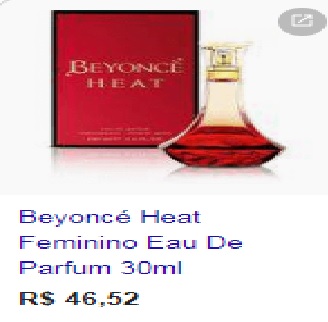 BEYONCÉ
HEAT
Beyoncé Heat
Feminino Eau De
Parfum 30ml
R$ 46,52